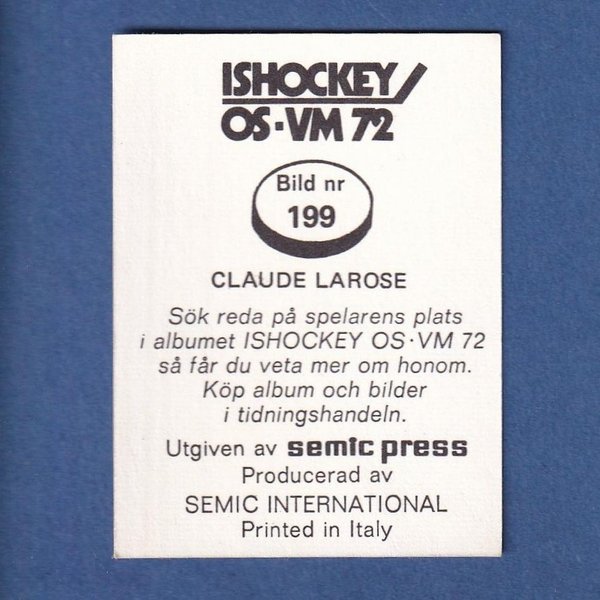 ISHOCKEY
OS·VM 72
Bild nr
199
CLAUDE LAROSE
Sök reda på spelarens plats
i albumet ISHOCKEY OS·VM 72
så får du veta mer om honom.
Köp album och bilder
i tidningshandeln.
Utgiven av semic press
Producerad av
SEMIC INTERNATIONAL
Printed in Italy